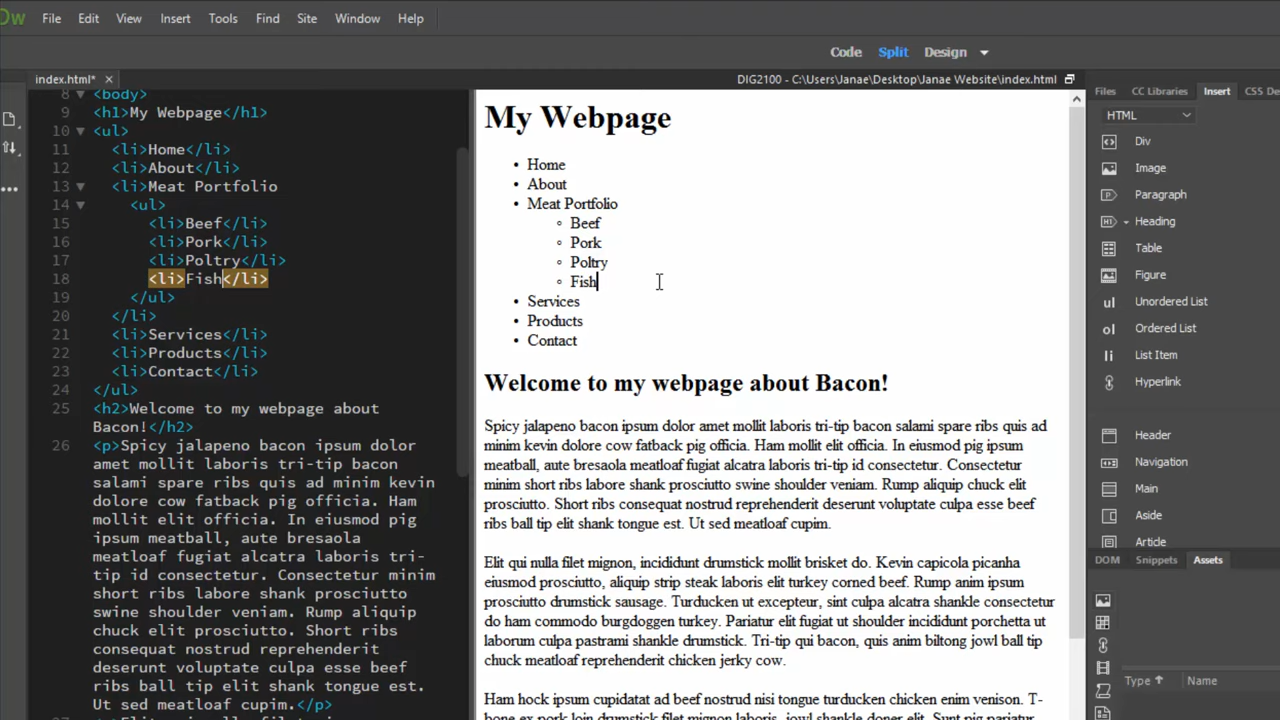 Dw File Edit View Insert Tools Find Site Window Help
Code Split Design
index.html* DIG2100 - C:\Users\Janae\Desktop\Janae Website\index.html
8 <body>
9 <h1>My Webpage</h1>
10 <ul>
11 <li>Home</li>
12 <li>About</li>
13 <li>Meat Portfolio
14 <ul>
15 <li>Beef</li>
16 <li>Pork</li>
17 <li>Poltry</li>
18 <li>Fish</li>
19 </ul>
20 </li>
21 <li>Services</li>
22 <li>Products</li>
23 <li>Contact</li>
24 </ul>
25 <h2>Welcome to my webpage about
Bacon!</h2>
26 <p>Spicy jalapeno bacon ipsum dolor
amet mollit laboris tri-tip bacon
salami spare ribs quis ad minim kevin
dolore cow fatback pig officia. Ham
mollit elit officia. In eiusmod pig
ipsum meatball, aute bresaola
meatloaf fugiat alcatra laboris tri-
tip id consectetur. Consectetur minim
short ribs labore shank prosciutto
swine shoulder veniam. Rump aliquip
chuck elit prosciutto. Short ribs
consequat nostrud reprehenderit
deserunt voluptate culpa esse beef
ribs ball tip elit shank tongue est.
Ut sed meatloaf cupim.</p>
My Webpage
• Home
• About
• Meat Portfolio
◦ Beef
◦ Pork
◦ Poltry
◦ Fish
• Services
• Products
• Contact
Welcome to my webpage about Bacon!
Spicy jalapeno bacon ipsum dolor amet mollit laboris tri-tip bacon salami spare ribs quis ad
minim kevin dolore cow fatback pig officia. Ham mollit elit officia. In eiusmod pig ipsum
meatball, aute bresaola meatloaf fugiat alcatra laboris tri-tip id consectetur. Consectetur
minim short ribs labore shank prosciutto swine shoulder veniam. Rump aliquip chuck elit
prosciutto. Short ribs consequat nostrud reprehenderit deserunt voluptate culpa esse beef
ribs ball tip elit shank tongue est. Ut sed meatloaf cupim.
Elit qui nulla filet mignon, incididunt drumstick mollit brisket do. Kevin capicola picanha
eiusmod prosciutto, aliquip strip steak laboris elit turkey corned beef. Rump anim ipsum
prosciutto drumstick sausage. Turducken ut excepteur, sint culpa alcatra shankle consectetur
do ham commodo burgdoggen turkey. Pariatur elit fugiat ut shoulder incididunt porchetta ut
laborum culpa pastrami shankle drumstick. Tri-tip qui bacon, quis anim biltong jowl ball tip
chuck meatloaf reprehenderit chicken jerky cow.
Ham hock ipsum cupidatat ad beef nostrud nisi tongue turducken chicken enim venison. T-
Files CC Libraries Insert CSS De
HTML
Div
Image
Paragraph
H1 Heading
Table
Figure
ul Unordered List
ol Ordered List
li List Item
Hyperlink
Header
Navigation
Main
Aside
Article
DOM Snippets Assets
Type Name